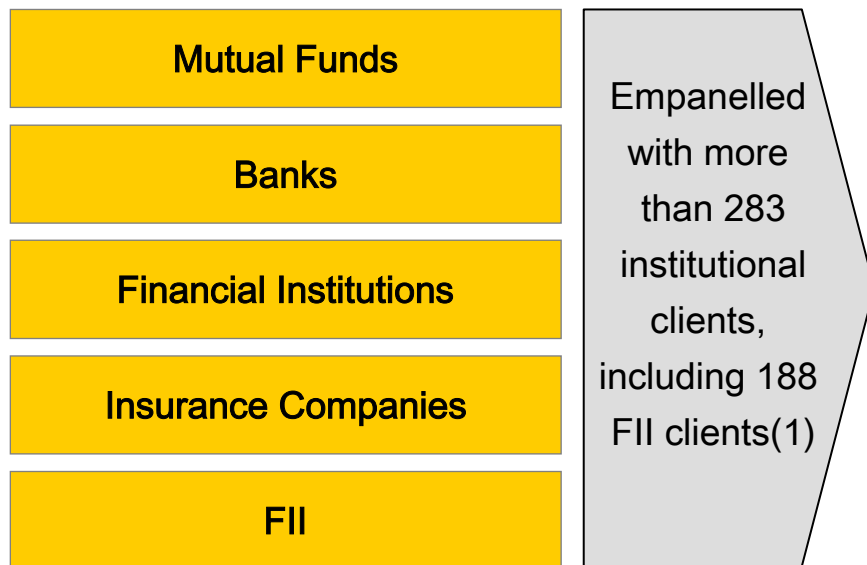 Mutual Funds
Banks
Financial Institutions
Insurance Companies
FII
Empanelled
with more
than 283
institutional
clients,
including 188
FII clients(1)